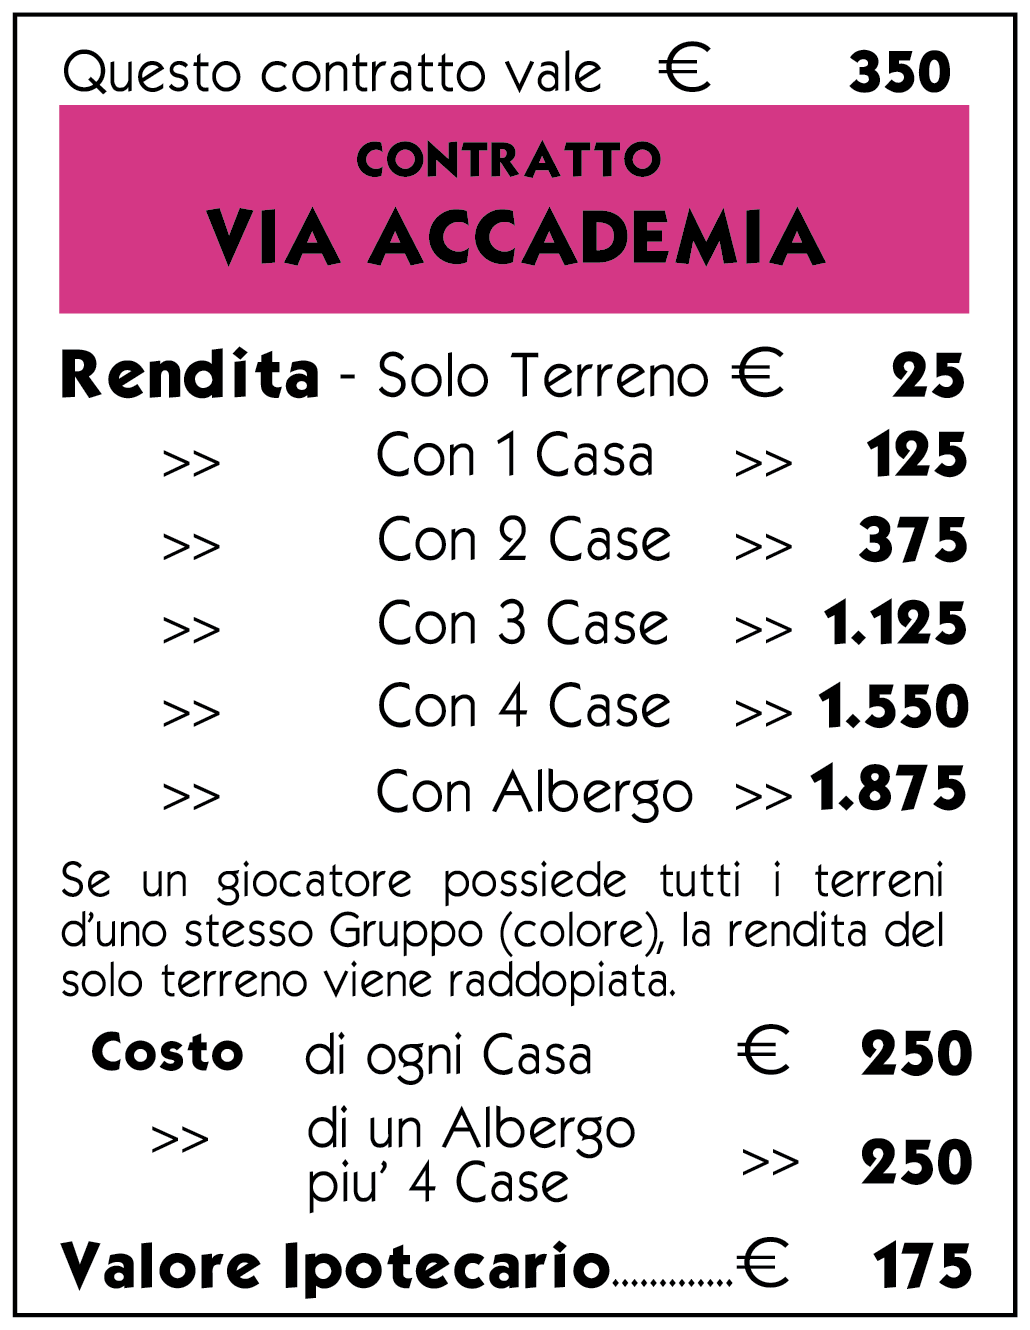 Questo contratto vale € 350
CONTRATTO
VIA ACCADEMIA
Rendita - Solo Terreno € 25
>> Con 1 Casa >> 125
>> Con 2 Case >> 375
>> Con 3 Case >> 1.125
>> Con 4 Case >> 1.550
>> Con Albergo >> 1.875
Se un giocatore possiede tutti i terreni
d'uno stesso Gruppo (colore), la rendita del
solo terreno viene raddopiata.
Costo di ogni Casa € 250
>> di un Albergo
piu' 4 Case >> 250
Valore Ipotecario.............€ 175